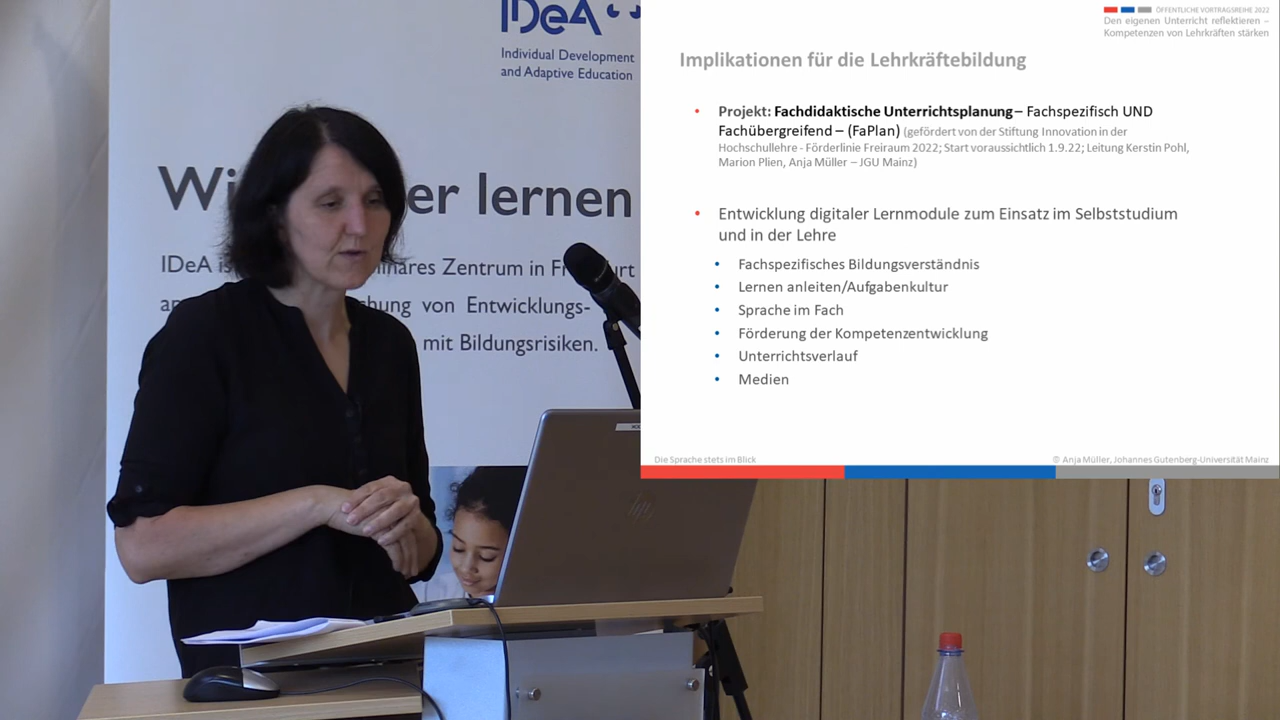 IDeA
Individual Development
and Adaptive Education
er lernen
IDeA Zentrum in
von Entwicklungs-
mit Bildungsrisiken.
ÖFFENTLICHE VORTRAGSREIHE 2022
Den eigenen Unterricht reflektieren –
Kompetenzen von Lehrkräften stärken
Implikationen für die Lehrkräftebildung
• Projekt: Fachdidaktische Unterrichtsplanung – Fachspezifisch UND
Fachübergreifend – (FaPlan) (gefördert von der Stiftung Innovation in der
Hochschullehre - Förderlinie Freiraum 2022; Start voraussichtlich 1.9.22; Leitung Kerstin Pohl,
Marion Plien, Anja Müller – JGU Mainz)
• Entwicklung digitaler Lernmodule zum Einsatz im Selbststudium
und in der Lehre
• Fachspezifisches Bildungsverständnis
• Lernen anleiten/Aufgabenkultur
• Sprache im Fach
• Förderung der Kompetenzentwicklung
• Unterrichtsverlauf
• Medien
Die Sprache stets im Blick
© Anja Müller, Johannes Gutenberg-Universität Mainz
hp